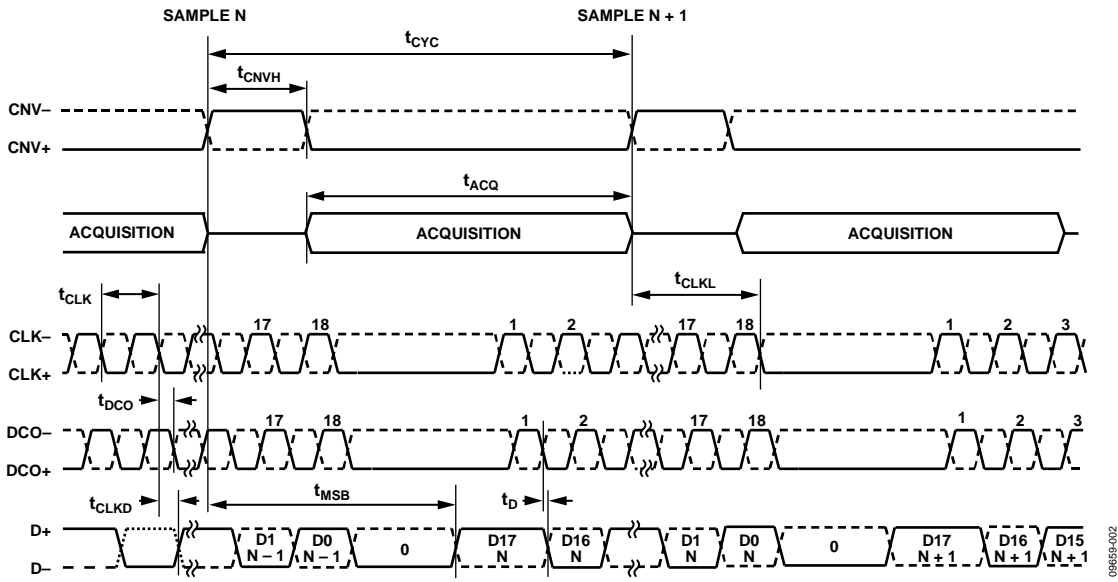 SAMPLE N SAMPLE N + 1
tCYC
tCNVH
CNV–
CNV+
tACQ
ACQUISITION ACQUISITION ACQUISITION
tCLK tCLKL
17 18 1 2 17 18 1 2 3
CLK–
CLK+
tDCO
17 18 1 2 17 18 1 2 3
DCO–
DCO+
tCLKD tMSB tD
D+
D–
D1 N – 1 D0 N – 1 0 D17 N D16 N D1 N D0 N 0 D17 N + 1 D16 N + 1 D15 N + 1
09659-002